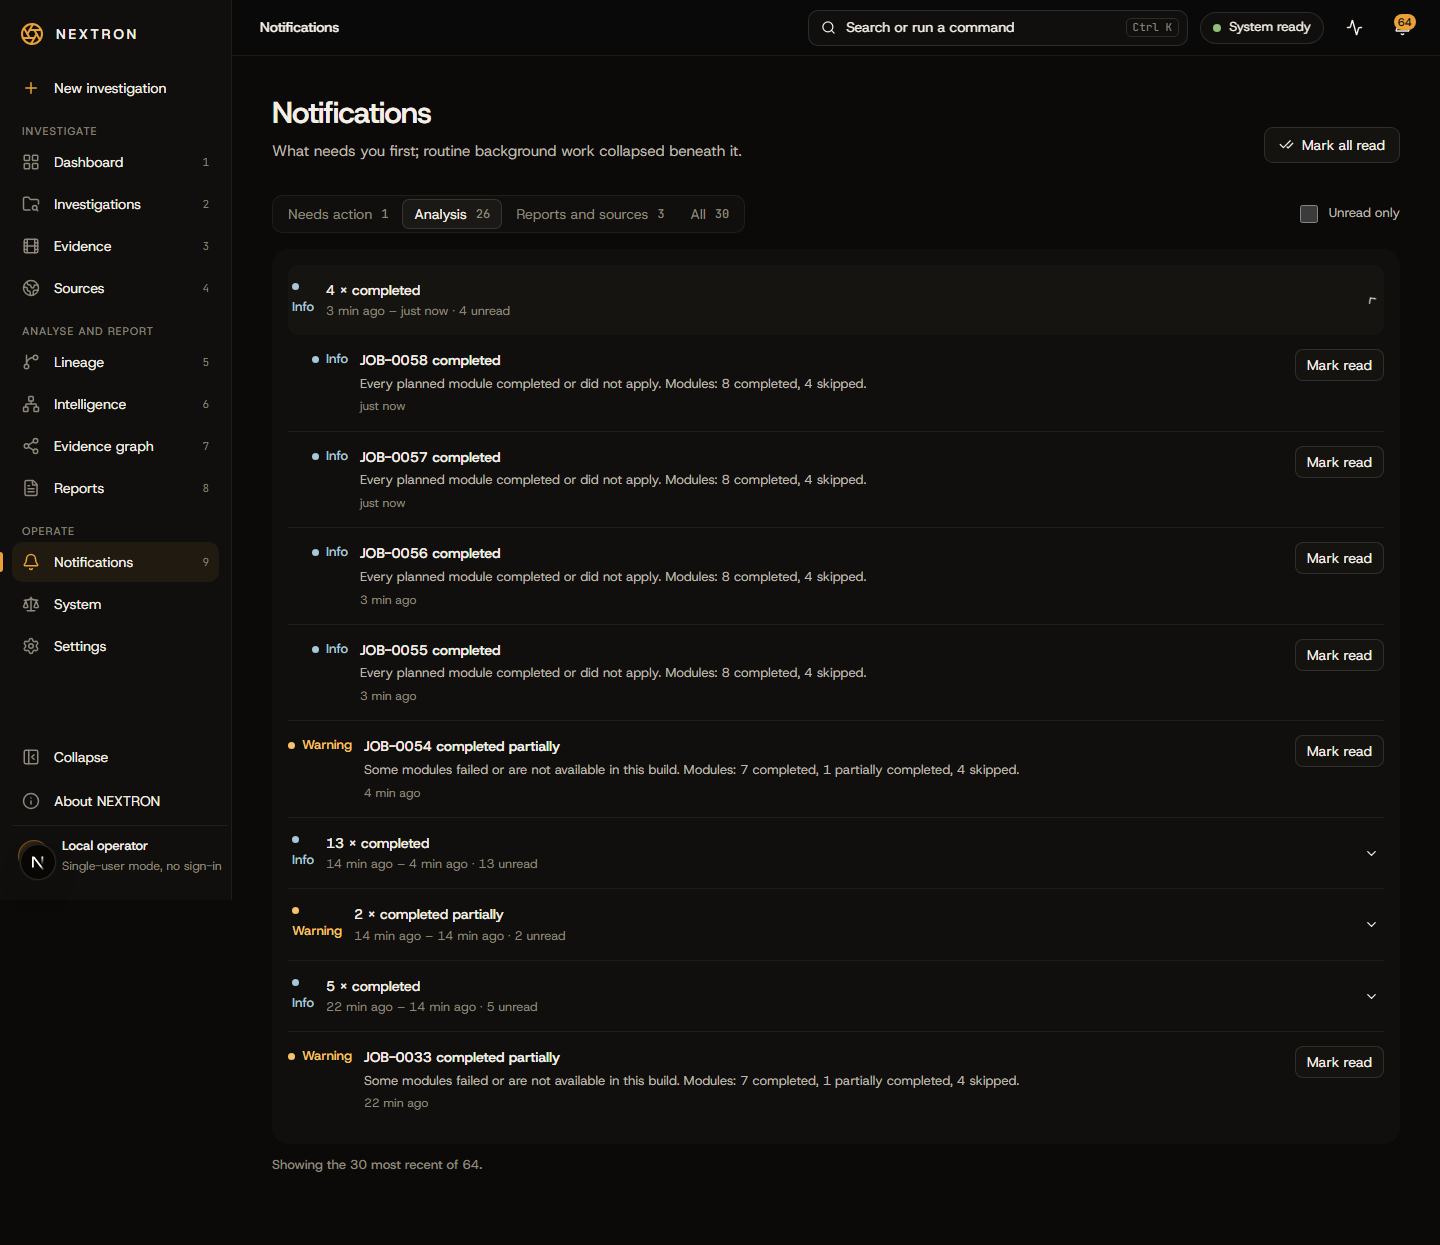 NEXTRON
New investigation
INVESTIGATE
Dashboard 1
Investigations 2
Evidence 3
Sources 4
ANALYSE AND REPORT
Lineage 5
Intelligence 6
Evidence graph 7
Reports 8
OPERATE
Notifications 9
System
Settings
Collapse
About NEXTRON
N
Local operator
Single-user mode, no sign-in
Notifications
Search or run a command Ctrl K
System ready
64
Notifications
What needs you first; routine background work collapsed beneath it.
Mark all read
Needs action 1 Analysis 26 Reports and sources 3 All 30
Unread only
Info 4 × completed
3 min ago – just now · 4 unread
Info JOB-0058 completed Mark read
Every planned module completed or did not apply. Modules: 8 completed, 4 skipped.
just now
Info JOB-0057 completed Mark read
Every planned module completed or did not apply. Modules: 8 completed, 4 skipped.
just now
Info JOB-0056 completed Mark read
Every planned module completed or did not apply. Modules: 8 completed, 4 skipped.
3 min ago
Info JOB-0055 completed Mark read
Every planned module completed or did not apply. Modules: 8 completed, 4 skipped.
3 min ago
Warning JOB-0054 completed partially Mark read
Some modules failed or are not available in this build. Modules: 7 completed, 1 partially completed, 4 skipped.
4 min ago
Info 13 × completed
14 min ago – 4 min ago · 13 unread
Warning 2 × completed partially
14 min ago – 14 min ago · 2 unread
Info 5 × completed
22 min ago – 14 min ago · 5 unread
Warning JOB-0033 completed partially Mark read
Some modules failed or are not available in this build. Modules: 7 completed, 1 partially completed, 4 skipped.
22 min ago
Showing the 30 most recent of 64.